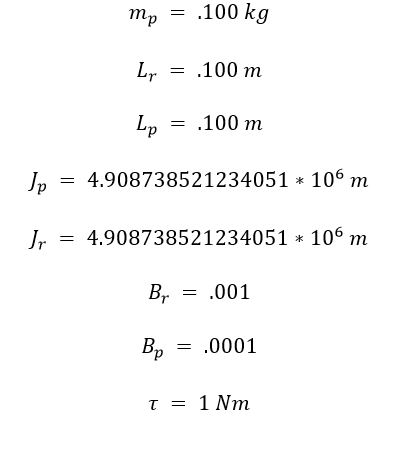 m_p = .100 kg
L_r = .100 m
L_p = .100 m
J_p = 4.908738521234051 * 10^6 m
J_r = 4.908738521234051 * 10^6 m
B_r = .001
B_p = .0001
τ = 1 Nm